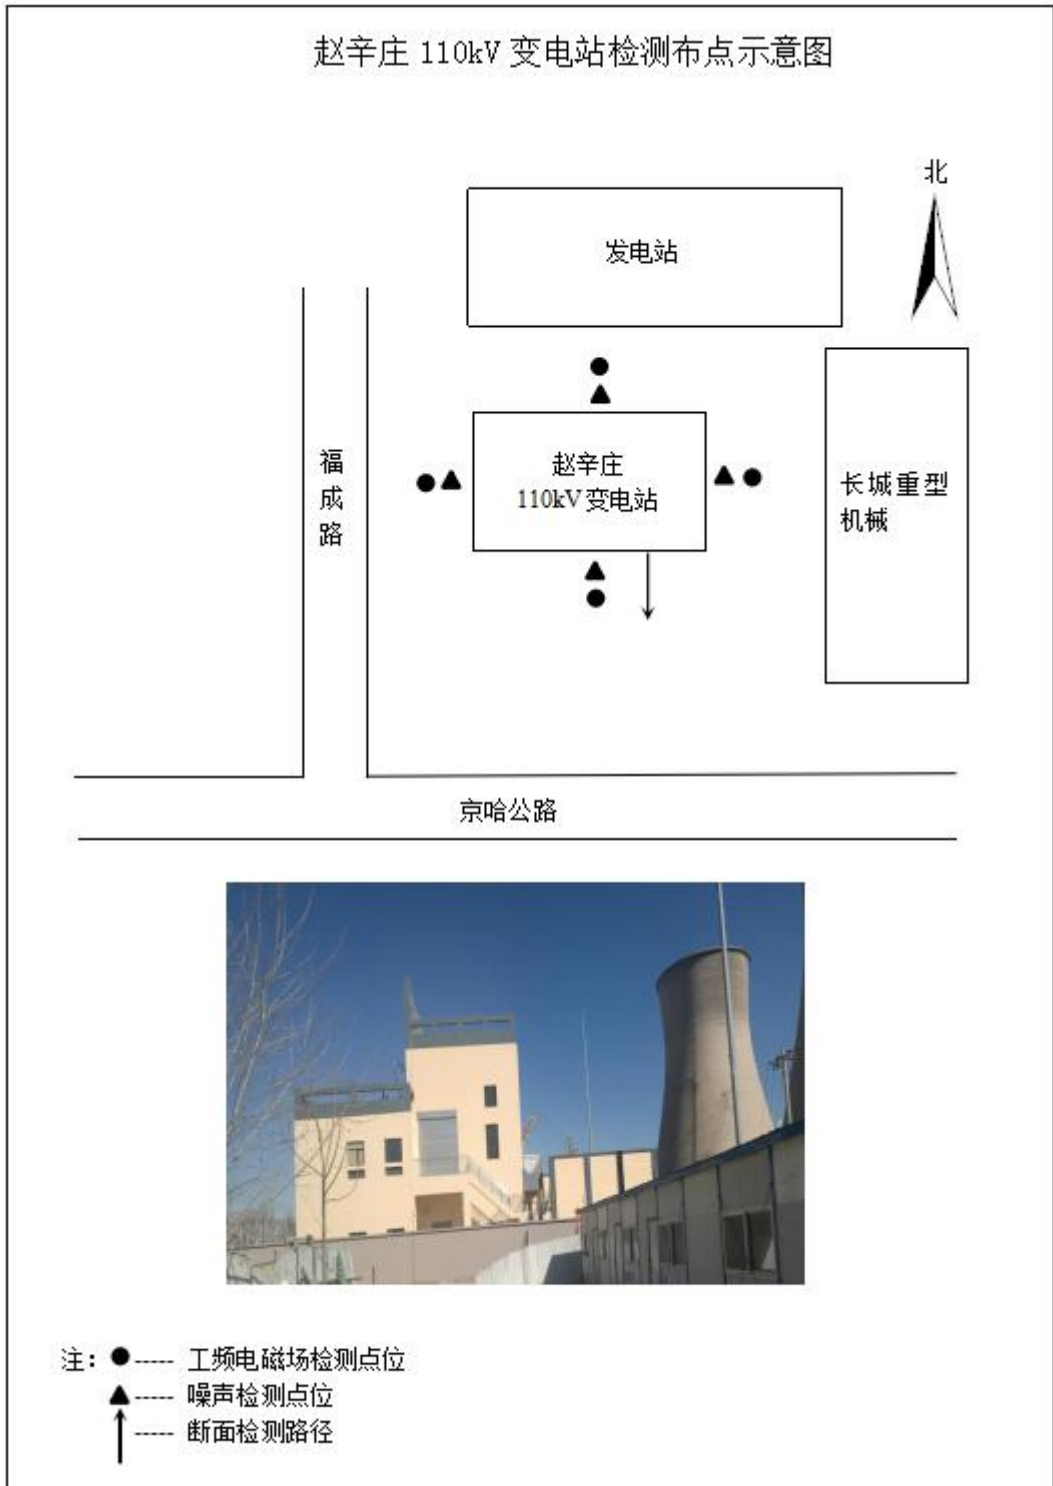 赵辛庄 110kV 变电站检测布点示意图
北
发电站
福成路
赵辛庄
110kV 变电站
长城重型
机械
京哈公路
注：●----- 工频电磁场检测点位
▲----- 噪声检测点位
↑----- 断面检测路径